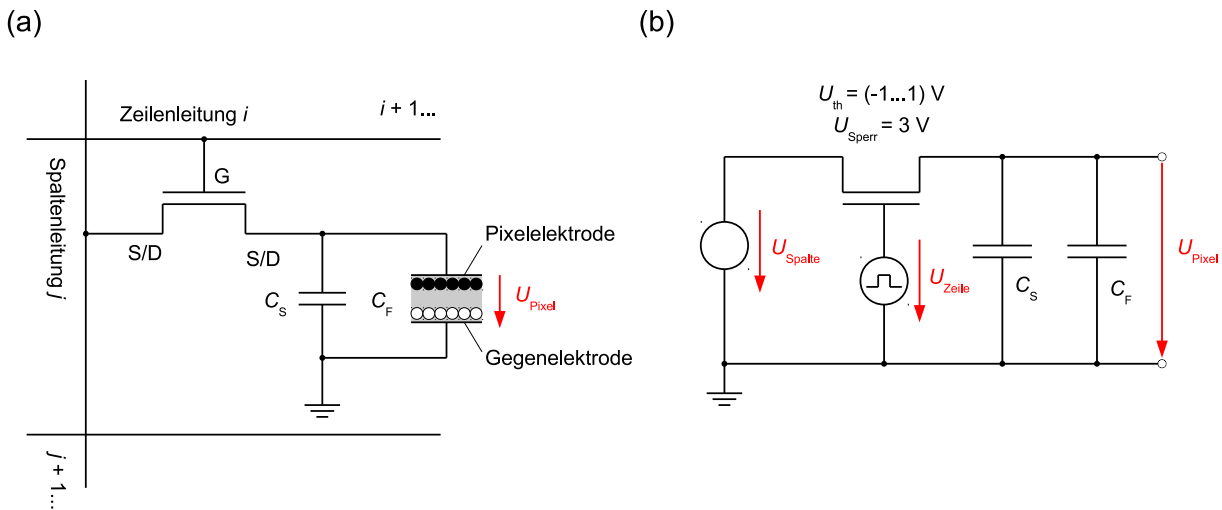 (a)
Zeilenleitung i
i + 1...
Spaltenleitung j
G
S/D
S/D
C_S
C_F
Pixelelektrode
U_Pixel
Gegenelektrode
j + 1...
(b)
U_th = (-1...1) V
U_Sperr = 3 V
U_Spalte
U_Zeile
C_S
C_F
U_Pixel